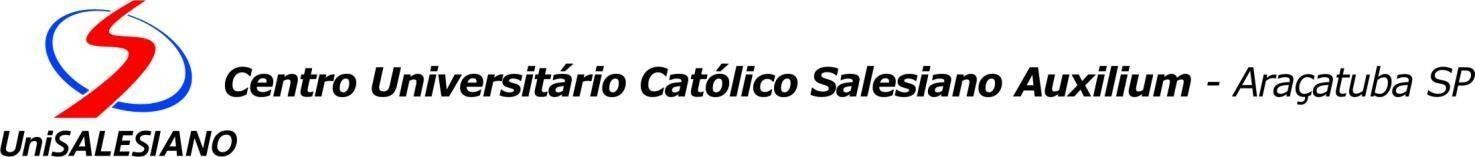 Centro Universitário Católico Salesiano Auxilium - Araçatuba SP
UniSALESIANO